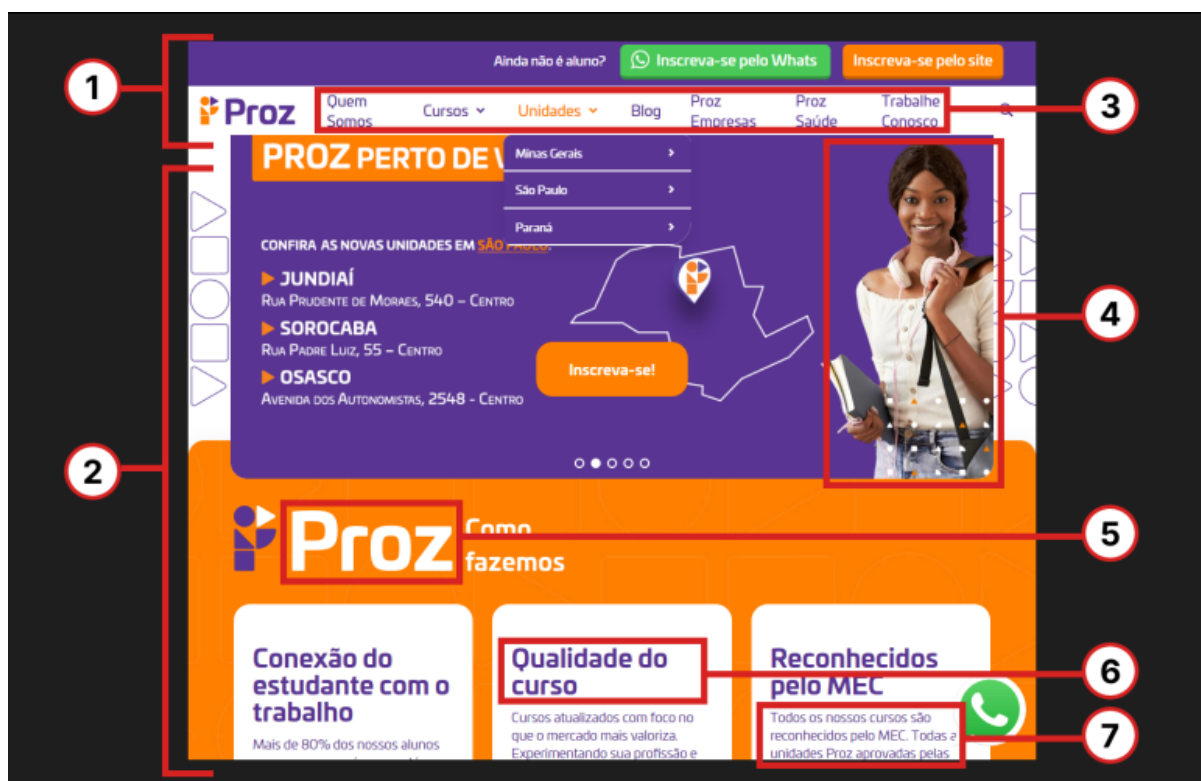 Ainda não é aluno? Inscreva-se pelo Whats Inscreva-se pelo site
1
Proz Quem Somos Cursos Unidades Blog Proz Empresas Proz Saúde Trabalhe Conosco
3
PROZ PERTO DE
Minas Gerais
São Paulo
Paraná
CONFIRA AS NOVAS UNIDADES EM SÃO PAULO:
JUNDIAÍ
RUA PRUDENTE DE MORAES, 540 – CENTRO
SOROCABA
RUA PADRE LUIZ, 55 – CENTRO
OSASCO
AVENIDA DOS AUTONOMISTAS, 2548 - CENTRO
Inscreva-se!
4
2
Proz Como
fazemos
5
Conexão do
estudante com o
trabalho
Mais de 80% dos nossos alunos
Qualidade do
curso
Cursos atualizados com foco no
que o mercado mais valoriza.
Experimentando sua profissão e
Reconhecidos
pelo MEC
Todos os nossos cursos são
reconhecidos pelo MEC. Todas a
unidades Proz aprovadas pelas
6
7